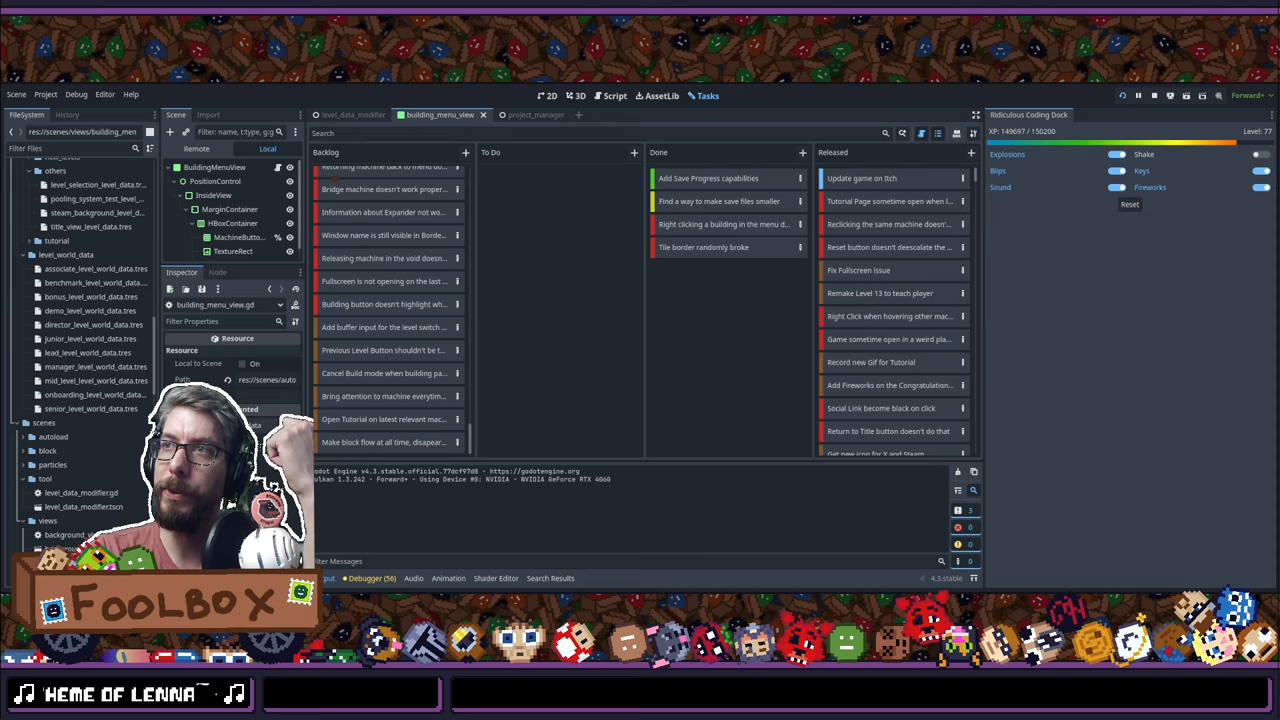 Scene Project Debug Editor Help
2D 3D Script AssetLib Tasks
Forward+
FileSystem History
res://scenes/views/building_men
Filter Files
others
level_selection_level_data.tr...
pooling_system_test_level_...
steam_background_level_d...
title_view_level_data.tres
tutorial
level_world_data
associate_level_world_data.tres
benchmark_level_world_data....
bonus_level_world_data.tres
demo_level_world_data.tres
director_level_world_data.tres
junior_level_world_data.tres
lead_level_world_data.tres
manager_level_world_data.tres
mid_level_level_world_data.tres
onboarding_level_world_data.tres
senior_level_world_data.tres
scenes
autoload
block
particles
tool
level_data_modifier.gd
level_data_modifier.tscn
views
Scene Import
Filter: name, t:type, g:g
Remote Local
BuildingMenuView
PositionControl
InsideView
MarginContainer
HBoxContainer
MachineButto...
TextureRect
Inspector Node
building_menu_view.gd
Filter Properties
Resource
Resource
Local to Scene On
Path res://scenes/auto
level_data_modifier building_menu_view project_manager
Search
Backlog
Bridge machine doesn't work proper...
Information about Expander not wo...
Window name is still visible in Borde...
Releasing machine in the void doesn...
Fullscreen is not opening on the last ...
Building button doesn't highlight wh...
Add buffer input for the level switch ...
Previous Level Button shouldn't be t...
Cancel Build mode when building pa...
Bring attention to machine everytim...
Open Tutorial on latest relevant mac...
Make block flow at all time, disapear...
To Do
Done
Add Save Progress capabilities
Find a way to make save files smaller
Right clicking a building in the menu d...
Tile border randomly broke
Released
Update game on Itch
Tutorial Page sometime open when l...
Reclicking the same machine doesn'...
Reset button doesn't deescalate the ...
Fix Fullscreen issue
Remake Level 13 to teach player
Right Click when hovering other mac...
Game sometime open in a weird pla...
Record new Gif for Tutorial
Add Fireworks on the Congratulation...
Social Link become black on click
Return to Title button doesn't do that
Get new icon for X and Steam
Godot Engine v4.3.stable.official.77dcf97d8 - https://godotengine.org
Vulkan 1.3.242 - Forward+ - Using Device #0: NVIDIA - NVIDIA GeForce RTX 4060
3
0
0
0
Filter Messages
Debugger (56) Audio Animation Shader Editor Search Results
4.3.stable
Ridiculous Coding Dock
XP: 149697 / 150200 Level: 77
Explosions Shake
Blips Keys
Sound Fireworks
Reset
FOOLBOX
HEME OF LENNA~